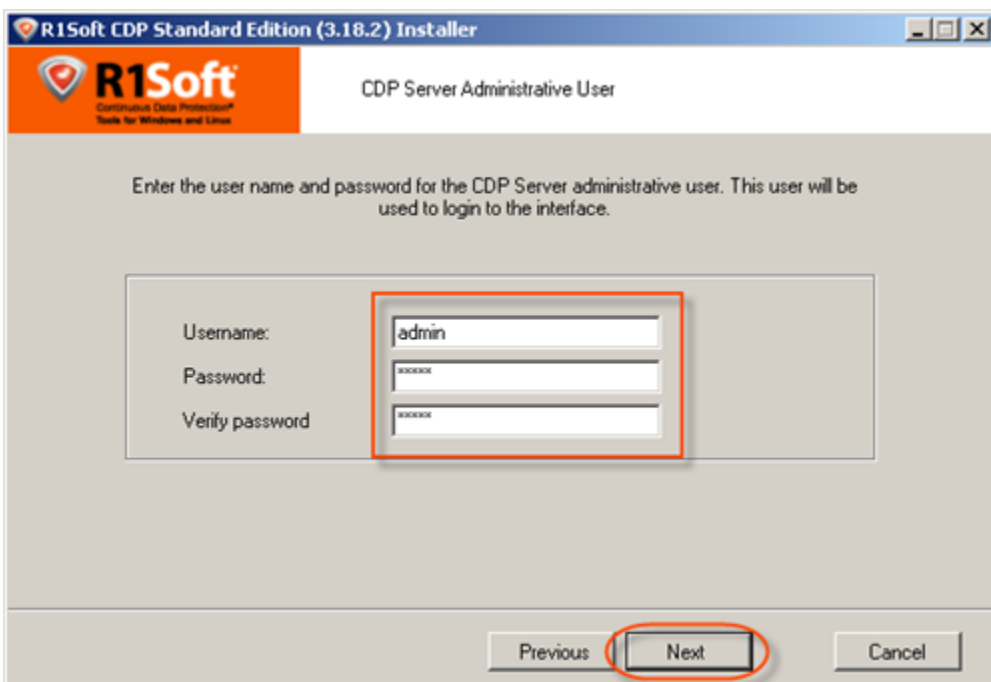 R1Soft CDP Standard Edition (3.18.2) Installer
R1Soft
Continuous Data Protection®
Tools for Windows and Linux
CDP Server Administrative User
Enter the user name and password for the CDP Server administrative user. This user will be
used to login to the interface.
Username:
admin
Password:
*****
Verify password
*****
Previous
Next
Cancel